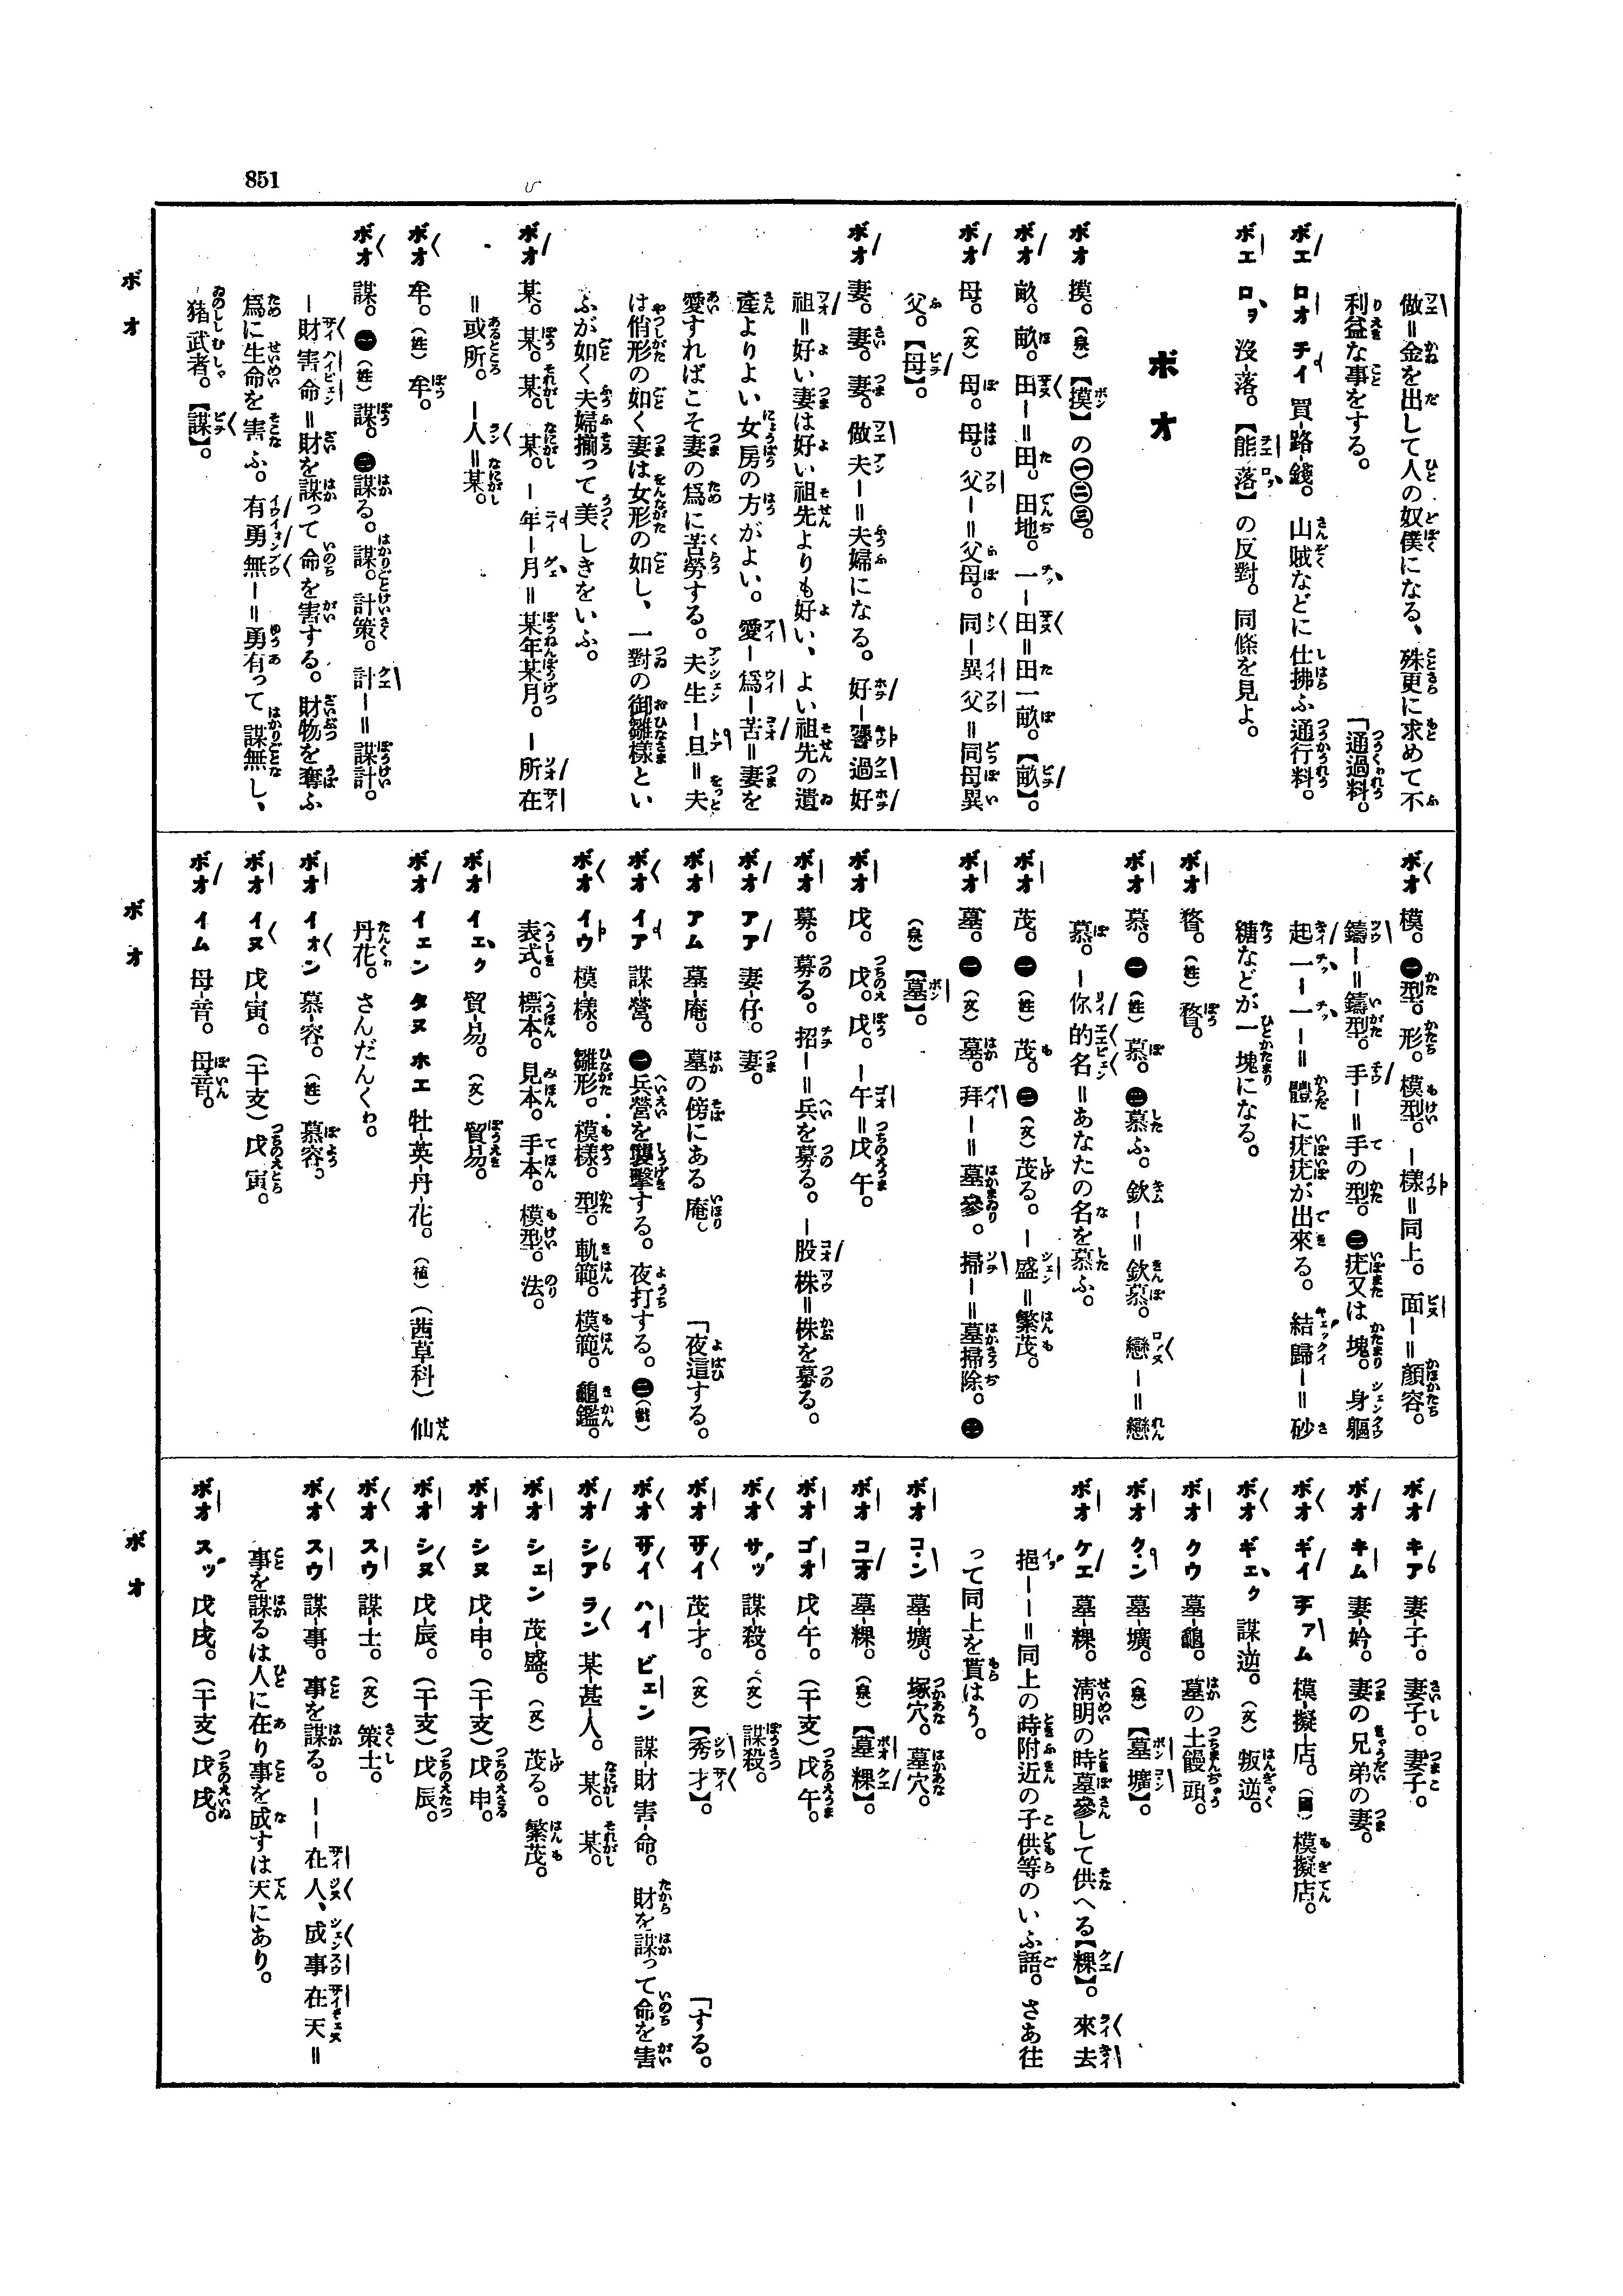 851
做＝金を出して人の奴僕になる、殊更に求めて不
利益な事をする。　「通過料。
ボエ ロオ チイ 買-路-錢。山賊などに仕拂ふ通行料。
ボエ ロヲ 沒-落。【能落】の反對。同條を見よ。
ボオ
ボオ 摸。（泉）【摸】の㊀㊁㊂。
ボオ 畝。畝。田－＝田。田地。一－田＝田一畝。【畝】。
ボオ 母。（文）母。母。父－＝父母。同－異父＝同母異
父。【母】。
ボオ 妻。妻。妻。做夫－＝夫婦になる。好－過好
祖＝好い妻は好い祖先よりも好い、よい祖先の遺
產よりよい女房の方がよい。愛－爲－苦＝妻を
愛すればこそ妻の爲に苦勞する。夫生－旦＝夫
は俏形の如く妻は女形の如し、一對の御雛樣とい
ふが如く夫婦揃って美しきをいふ。
ボオ 某。某。某。某。－年－月＝某年某月。－所在
＝或所。－人＝某。
ボオ 牟。（姓）牟。
ボオ 謀。㊀（姓）謀。㊁謀る。謀。計策。計－＝謀計。
－財害命＝財を謀って命を害する。財物を奪ふ
爲に生命を害ふ。有勇無－＝勇有って謀無し、
猪武者。【謀】。
ボオ 模。㊀型。形。模型。－樣＝同上。面－＝顏容。
鑄－＝鑄型。手－＝手の型。㊁疣又は塊。身軀
起一－一－＝體に疣疣が出來る。結歸－＝砂
糖などが一塊になる。
ボオ 瞀。（姓）瞀。
ボオ 慕。㊀（姓）慕。㊁慕ふ。欽－＝欽慕。戀－＝戀
慕。－你的名＝あなたの名を慕ふ。
ボオ 茂。㊀（姓）茂。㊁（文）茂る。－盛＝繁茂。
ボオ 墓。㊀（文）墓。拜－＝墓參。掃－＝墓掃除。㊁
（泉）【墓】。
ボオ 戊。戊。戊。－午＝戊午。
ボオ 募。募る。招－＝兵を募る。－股株＝株を募る。
ボオ アア 妻-仔。妻。
ボオ アム 墓-庵。墓の傍にある庵。　「夜這する。
ボオ イア 謀-營。㊀兵營を襲擊する。夜打する。㊁（戲）
ボオ イウ 模-樣。雛形。模樣。型。軌範。模範。龜鑑。
表式。標本。見本。手本。模型。法。
ボオ イェク 貿-易。（文）貿易。
ボオ イェン タヌ ホエ 牡-英-丹-花。（植）（茜草科）仙
丹花。さんだんくわ。
ボオ イォン 慕-容。（姓）慕容。
ボオ イヌ 戊-寅。（干支）戊寅。
ボオ イム 母-音。母音。
ボオ キア 妻-子。妻子。妻子。
ボオ キム 妻-妗。妻の兄弟の妻。
ボオ ギイ チァム 模-擬-店。（國）模擬店。
ボオ ギェク 謀-逆。（文）叛逆。
ボオ クウ 墓-龜。墓の土饅頭。
ボオ クン 墓-壙。（泉）【墓壙】。
ボオ ケエ 墓-粿。淸明の時墓參して供へる【粿】。來去
挹－－＝同上の時附近の子供等のいふ語。さあ往
って同上を貰はう。
ボオ コン 墓-壙。塚穴。墓穴。
ボオ コオ 墓-粿。（泉）【墓粿】。
ボオ ゴオ 戊-午。（干支）戊午。
ボオ サッ 謀-殺。（文）謀殺。
ボオ サイ 茂-才。（文）【秀才】。　「する。
ボオ サイ ハイ ビェン 謀-財-害-命。財を謀って命を害
ボオ シア ラン 某-甚-人。某。某。
ボオ シェン 茂-盛。（文）茂る。繁茂。
ボオ シヌ 戊-申。（干支）戊申。
ボオ シヌ 戊-辰。（干支）戊辰。
ボオ スウ 謀-士。（文）策士。
ボオ スウ 謀-事。事を謀る。－－在人、成事在天＝
事を謀るは人に在り事を成すは天にあり。
ボオ スッ 戊-戌。（干支）戊戌。
ボオ
ボオ
ボオ